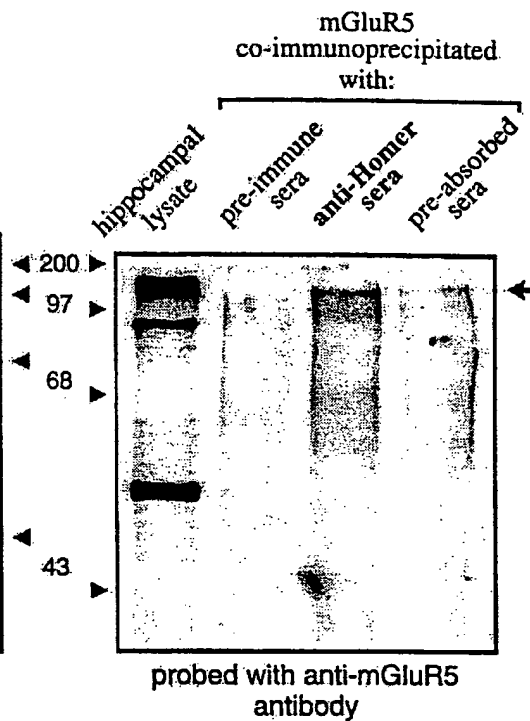 mGluR5
co-immunoprecipitated
with:
hippocampal
lysate
pre-immune
sera
anti-Homer
sera
pre-absorbed
sera
200
97
68
43
probed with anti-mGluR5
antibody